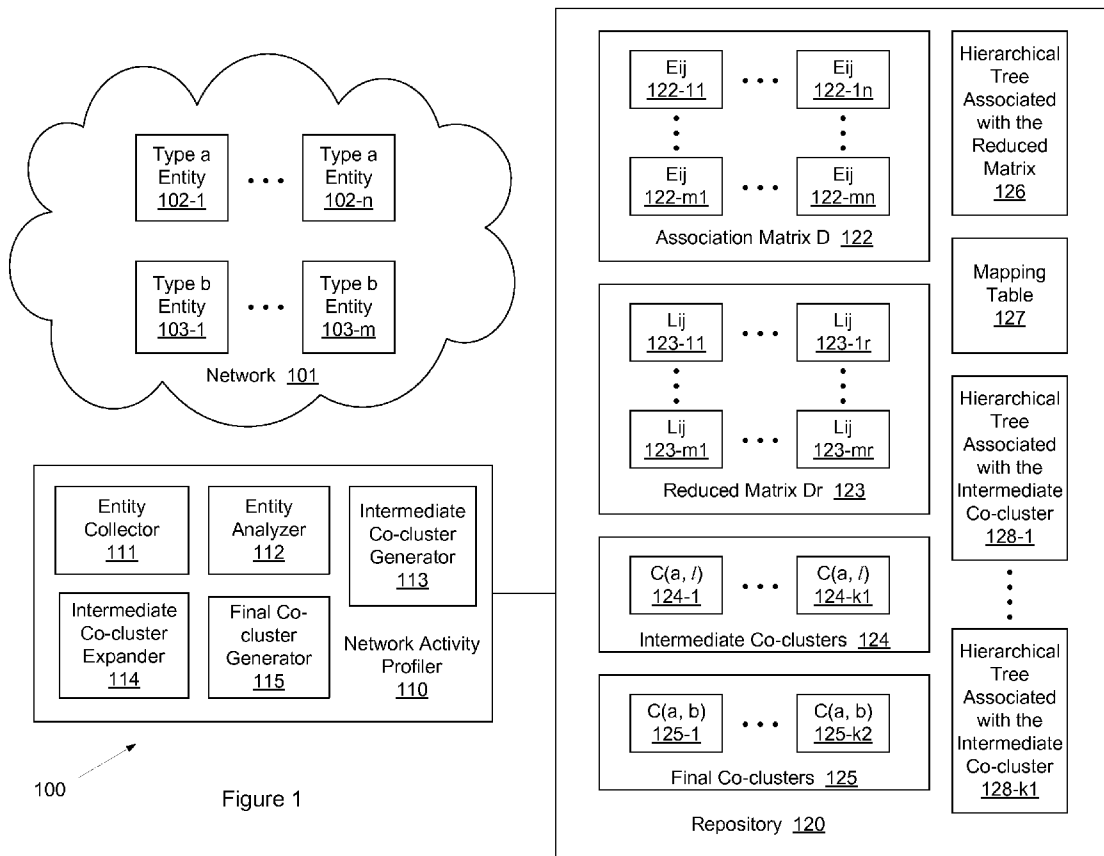 Type a
Entity
102-1
• • •
Type a
Entity
102-n
Type b
Entity
103-1
• • •
Type b
Entity
103-m
Network 101
Entity
Collector
111
Entity
Analyzer
112
Intermediate
Co-cluster
Generator
113
Intermediate
Co-cluster
Expander
114
Final Co-
cluster
Generator
115
Network Activity
Profiler
110
100
Figure 1
Eij
122-11
• • •
Eij
122-1n
Eij
122-m1
• • •
Eij
122-mn
Association Matrix D 122
Lij
123-11
• • •
Lij
123-1r
Lij
123-m1
• • •
Lij
123-mr
Reduced Matrix Dr 123
C(a, l)
124-1
• • •
C(a, l)
124-k1
Intermediate Co-clusters 124
C(a, b)
125-1
• • •
C(a, b)
125-k2
Final Co-clusters 125
Repository 120
Hierarchical
Tree
Associated
with the
Reduced
Matrix
126
Mapping
Table
127
Hierarchical
Tree
Associated
with the
Intermediate
Co-cluster
128-1
Hierarchical
Tree
Associated
with the
Intermediate
Co-cluster
128-k1